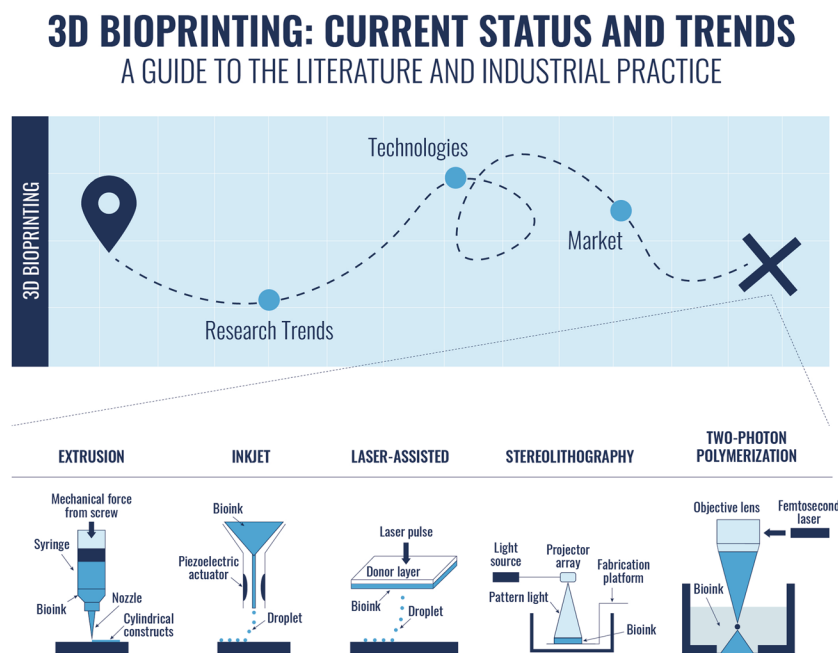 3D BIOPRINTING: CURRENT STATUS AND TRENDS
A GUIDE TO THE LITERATURE AND INDUSTRIAL PRACTICE
3D BIOPRINTING
Technologies
Market
Research Trends
EXTRUSION
INKJET
LASER-ASSISTED
STEREOLITHOGRAPHY
TWO-PHOTON
POLYMERIZATION
Mechanical force
from screw
Syringe
Bioink
Nozzle
Cylindrical
constructs
Bioink
Piezoelectric
actuator
Droplet
Laser pulse
Donor layer
Bioink
Droplet
Light
source
Projector
array
Fabrication
platform
Pattern light
Bioink
Objective lens
Femtosecond
laser
Bioink